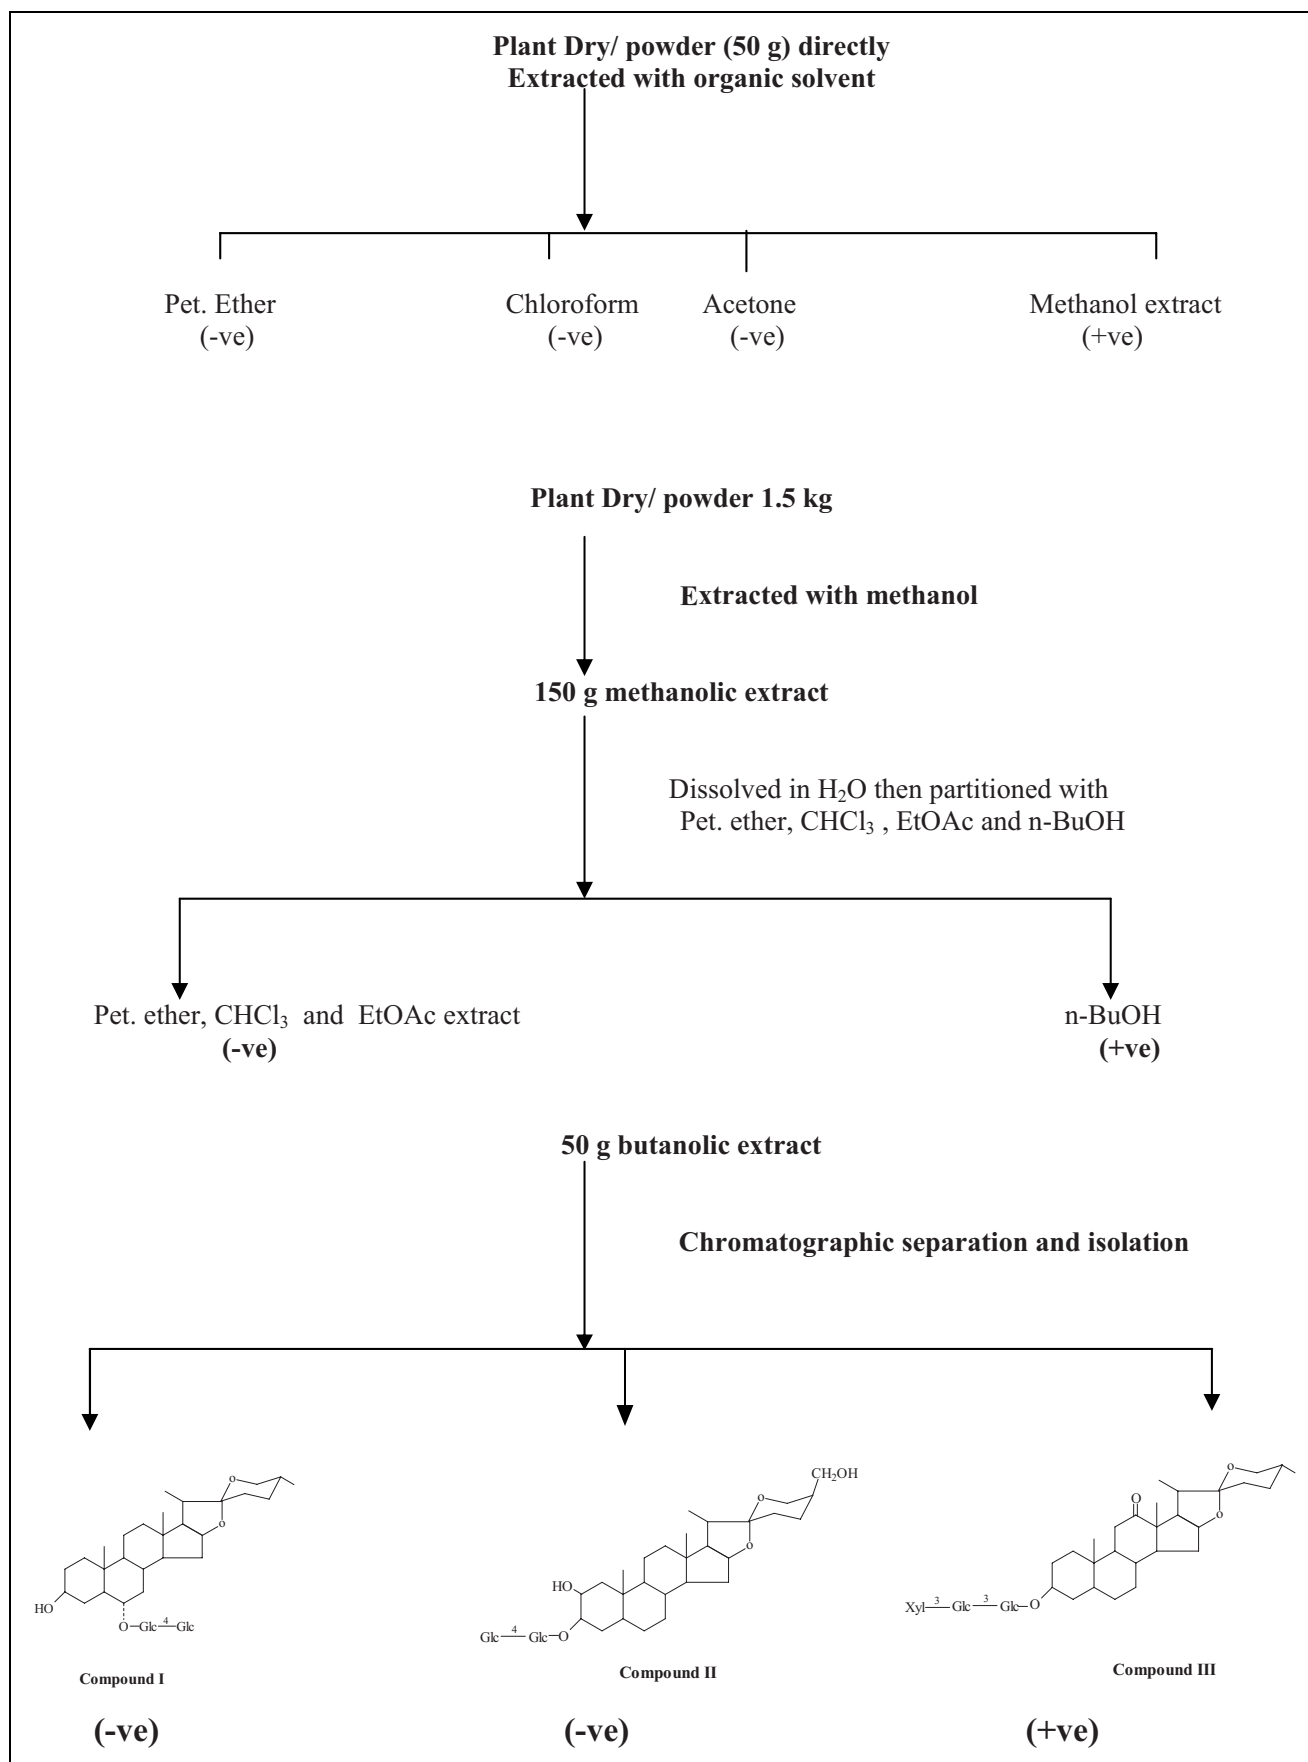 Plant Dry/ powder (50 g) directly
Extracted with organic solvent
Pet. Ether Chloroform Acetone Methanol extract
(-ve) (-ve) (-ve) (+ve)
Plant Dry/ powder 1.5 kg
Extracted with methanol
150 g methanolic extract
Dissolved in H₂O then partitioned with
Pet. ether, CHCl₃ , EtOAc and n-BuOH
Pet. ether, CHCl₃ and EtOAc extract n-BuOH
(-ve) (+ve)
50 g butanolic extract
Chromatographic separation and isolation
O O HO O Glc 4 Glc
CH₂OH O O HO Glc 4 Glc O
O O O Xyl 3 Glc 3 Glc O
Compound I Compound II Compound III
(-ve) (-ve) (+ve)